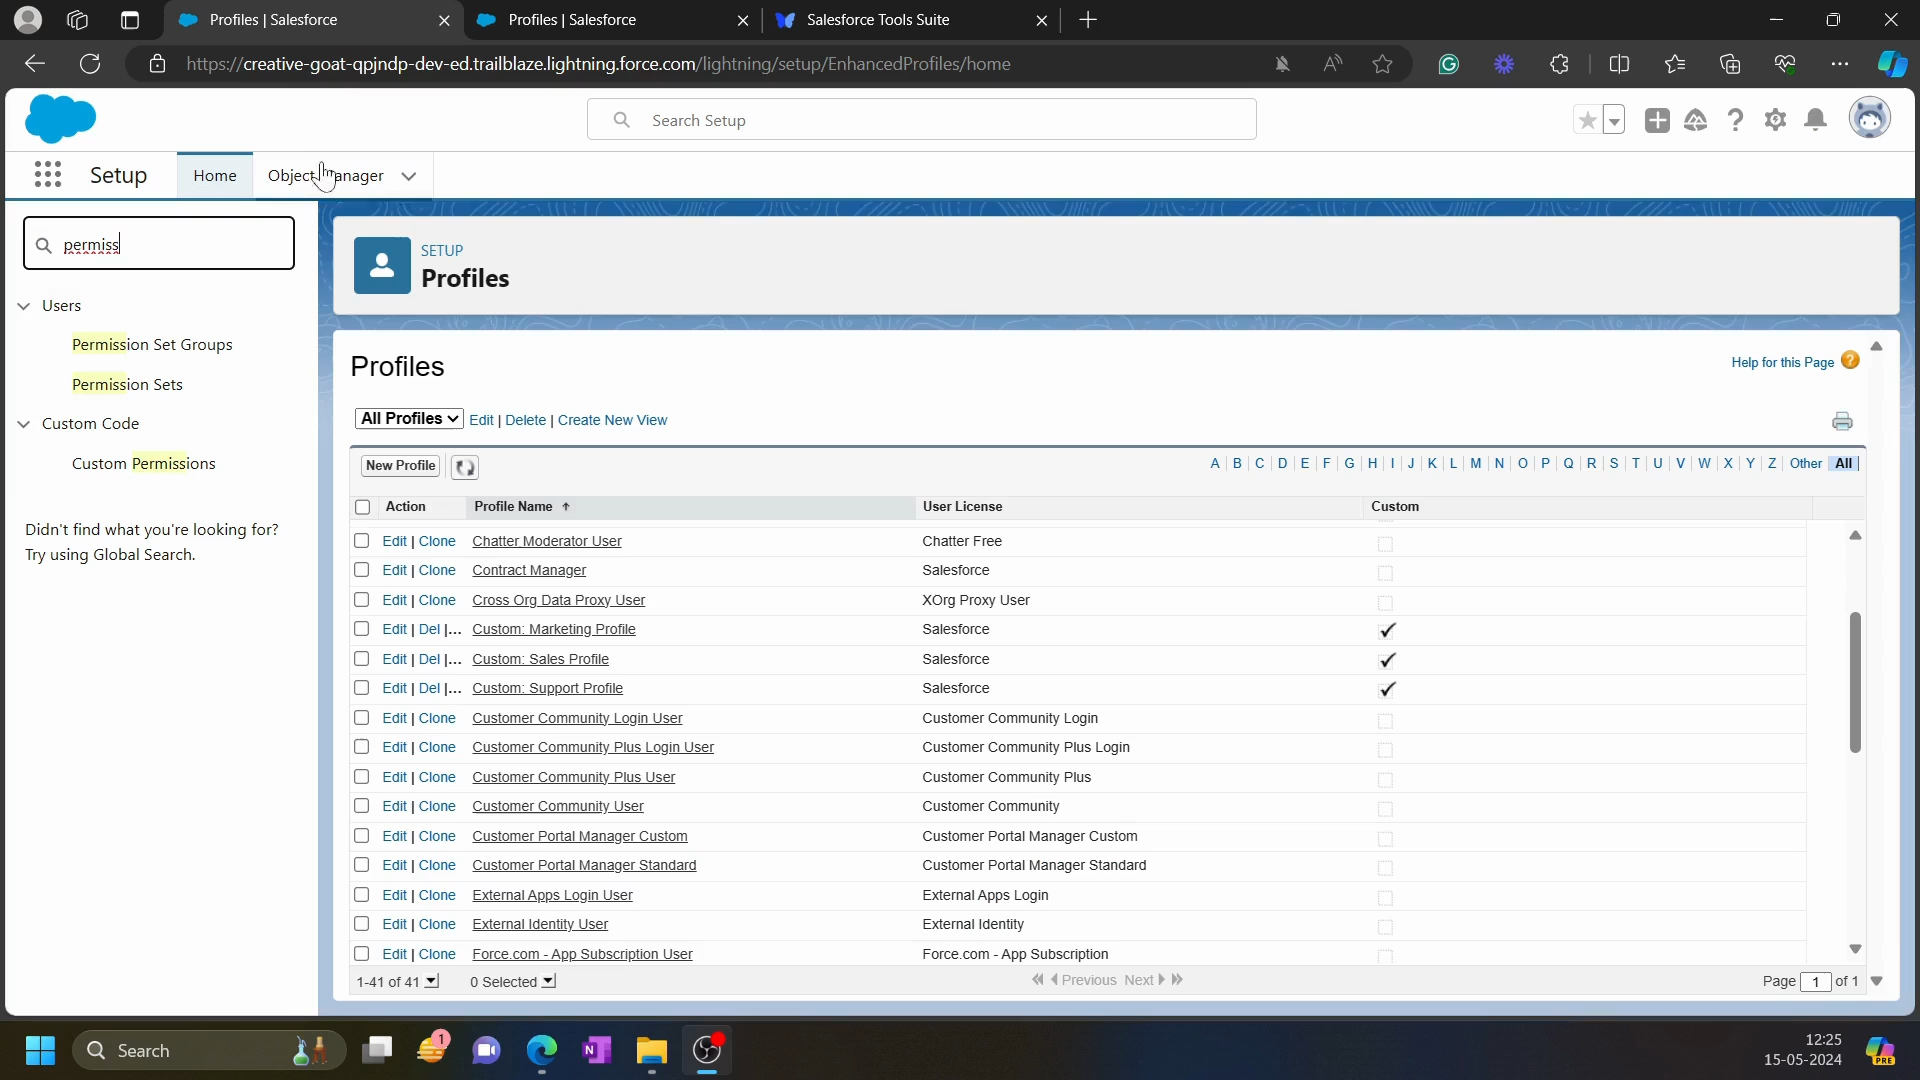 Profiles | Salesforce
Profiles | Salesforce
Salesforce Tools Suite
https://creative-goat-qpjndp-dev-ed.trailblaze.lightning.force.com/lightning/setup/EnhancedProfiles/home
Search Setup
Setup
Home
Object Manager
permiss
Users
Permission Set Groups
Permission Sets
Custom Code
Custom Permissions
Didn't find what you're looking for?
Try using Global Search.
SETUP
Profiles
Profiles
Help for this Page
All Profiles
Edit | Delete | Create New View
New Profile
A | B | C | D | E | F | G | H | I | J | K | L | M | N | O | P | Q | R | S | T | U | V | W | X | Y | Z | Other | All
Action Profile Name User License Custom
Edit | Clone Chatter Moderator User Chatter Free
Edit | Clone Contract Manager Salesforce
Edit | Clone Cross Org Data Proxy User XOrg Proxy User
Edit | Del |... Custom: Marketing Profile Salesforce
Edit | Del |... Custom: Sales Profile Salesforce
Edit | Del |... Custom: Support Profile Salesforce
Edit | Clone Customer Community Login User Customer Community Login
Edit | Clone Customer Community Plus Login User Customer Community Plus Login
Edit | Clone Customer Community Plus User Customer Community Plus
Edit | Clone Customer Community User Customer Community
Edit | Clone Customer Portal Manager Custom Customer Portal Manager Custom
Edit | Clone Customer Portal Manager Standard Customer Portal Manager Standard
Edit | Clone External Apps Login User External Apps Login
Edit | Clone External Identity User External Identity
Edit | Clone Force.com - App Subscription User Force.com - App Subscription
1-41 of 41 0 Selected Previous Next Page 1 of 1
Search
1
N
12:25
15-05-2024
PRE